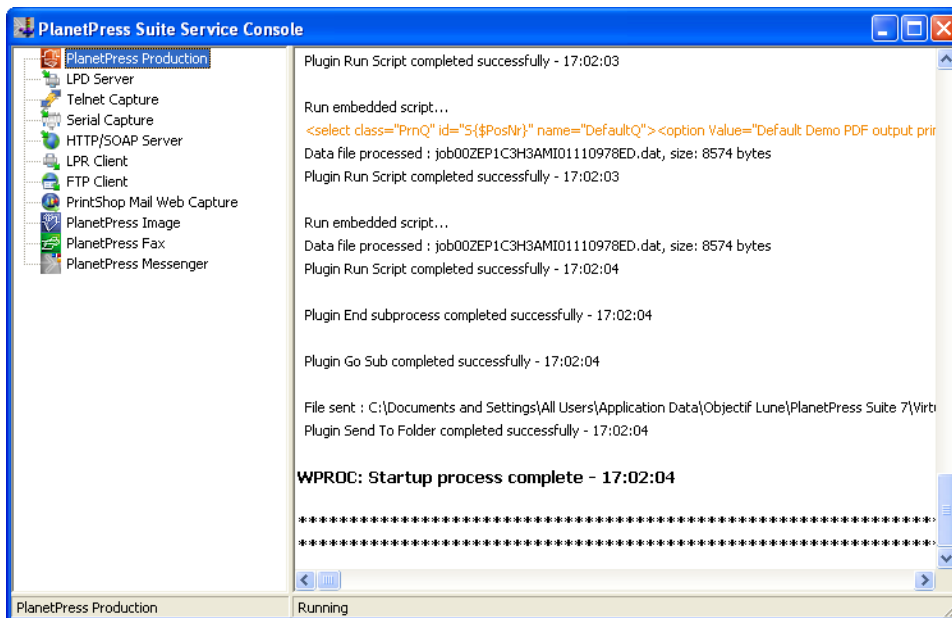 PlanetPress Suite Service Console
PlanetPress Production
LPD Server
Telnet Capture
Serial Capture
HTTP/SOAP Server
LPR Client
FTP Client
PrintShop Mail Web Capture
PlanetPress Image
PlanetPress Fax
PlanetPress Messenger
Plugin Run Script completed successfully - 17:02:03
Run embedded script...
<select class="PrnQ" id="S{$PosNr}" name="DefaultQ"><option Value="Default Demo PDF output prin
Data file processed : job00ZEP1C3H3AMI01110978ED.dat, size: 8574 bytes
Plugin Run Script completed successfully - 17:02:03
Run embedded script...
Data file processed : job00ZEP1C3H3AMI01110978ED.dat, size: 8574 bytes
Plugin Run Script completed successfully - 17:02:04
Plugin End subprocess completed successfully - 17:02:04
Plugin Go Sub completed successfully - 17:02:04
File sent : C:\Documents and Settings\All Users\Application Data\Objectif Lune\PlanetPress Suite 7\Virtu
Plugin Send To Folder completed successfully - 17:02:04
WPROC: Startup process complete - 17:02:04
******************************************************************
******************************************************************
PlanetPress Production
Running